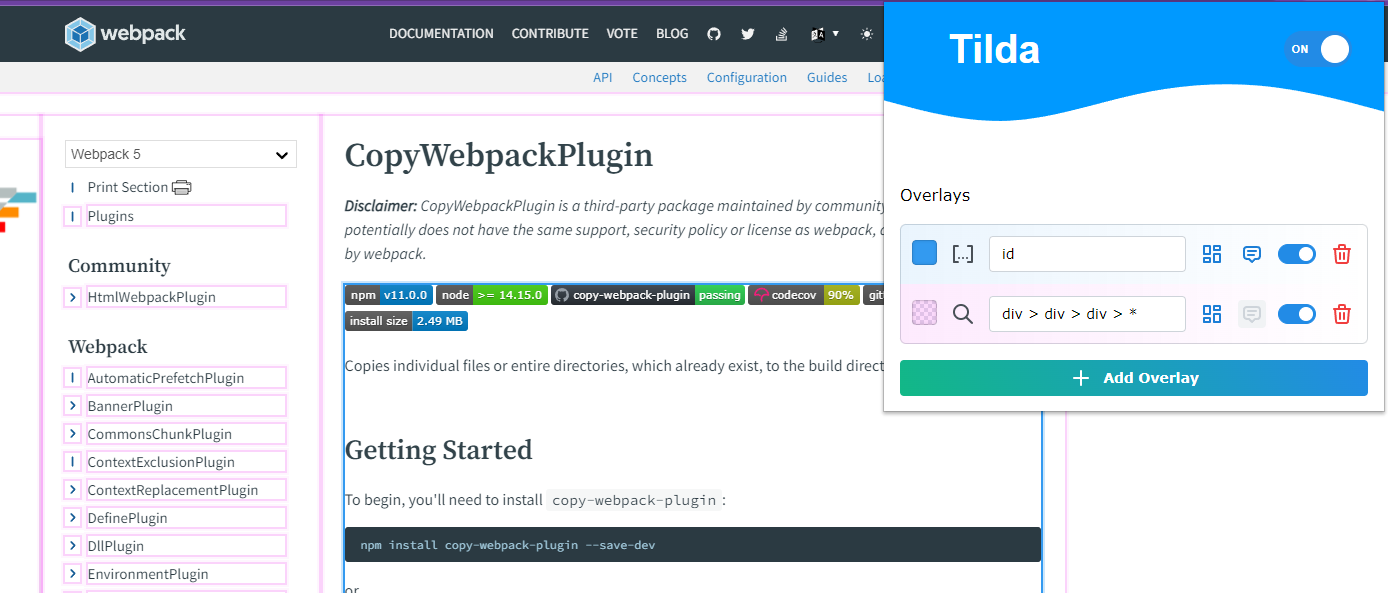 webpack
DOCUMENTATION CONTRIBUTE VOTE BLOG
Tilda
ON
API Concepts Configuration Guides
Webpack 5
Print Section
Plugins
Community
HtmlWebpackPlugin
Webpack
AutomaticPrefetchPlugin
BannerPlugin
CommonsChunkPlugin
ContextExclusionPlugin
ContextReplacementPlugin
DefinePlugin
DllPlugin
EnvironmentPlugin
CopyWebpackPlugin
Disclaimer: CopyWebpackPlugin is a third-party package maintained by community
potentially does not have the same support, security policy or license as webpack,
by webpack.
npm v11.0.0 node >= 14.15.0 copy-webpack-plugin passing codecov 90%
install size 2.49 MB
Copies individual files or entire directories, which already exist, to the build
Getting Started
To begin, you'll need to install copy-webpack-plugin:
npm install copy-webpack-plugin --save-dev
or
Overlays
[...] id
div > div > div > *
+ Add Overlay